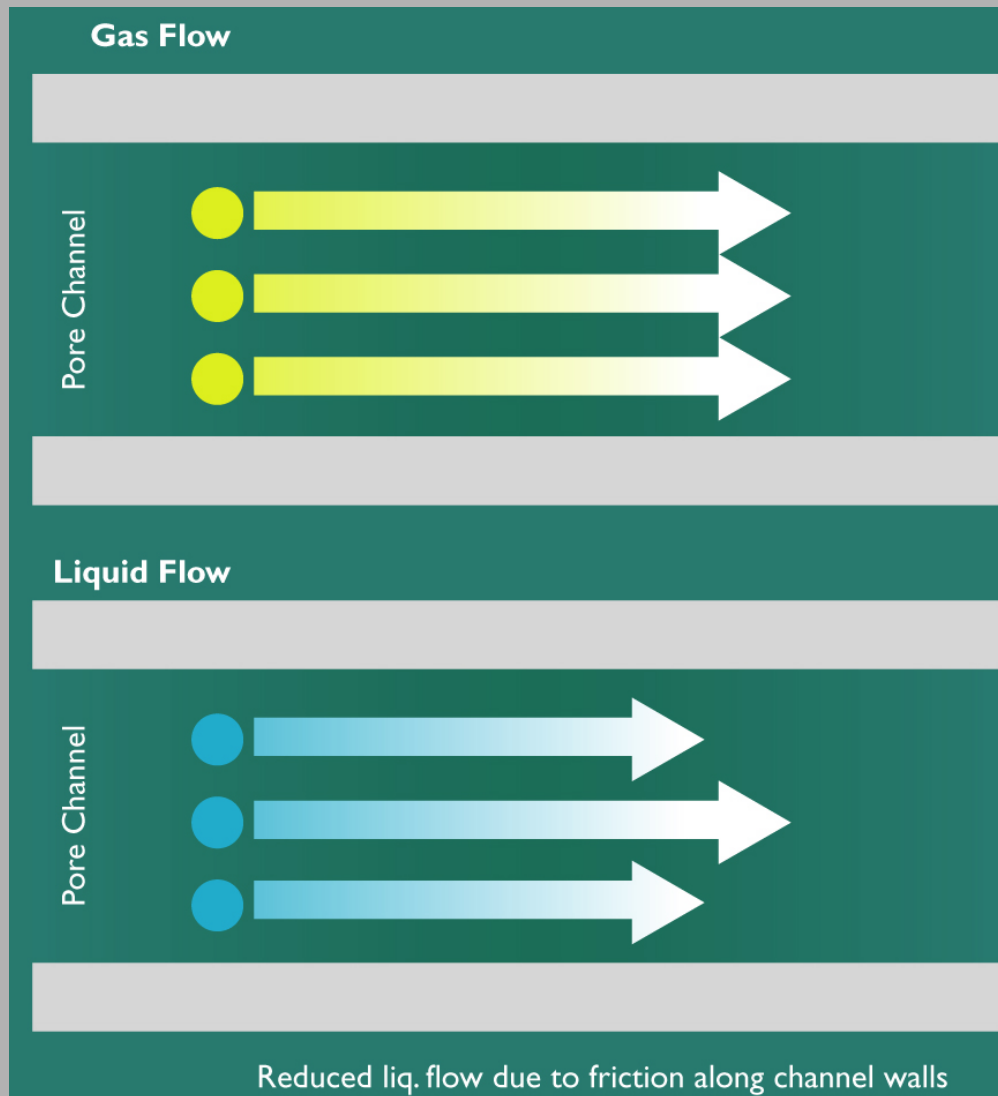 Gas Flow
Pore Channel
Liquid Flow
Pore Channel
Reduced liq. flow due to friction along channel walls